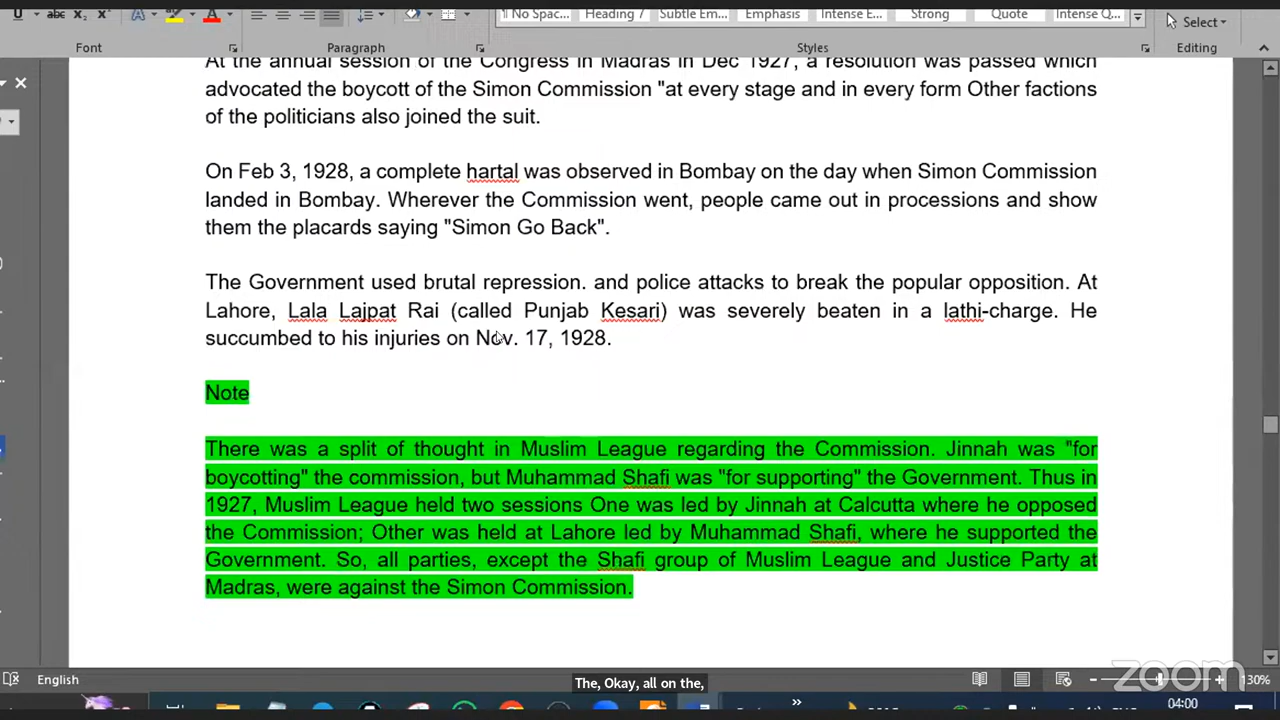 U abc X₂ Xˣ A A
¶ No Spac... Heading 7 Subtle Em... Emphasis Intense E... Strong Quote Intense Q...
Select
Font Paragraph Styles Editing
At the annual session of the Congress in Madras in Dec 1927, a resolution was passed which
advocated the boycott of the Simon Commission "at every stage and in every form Other factions
of the politicians also joined the suit.
On Feb 3, 1928, a complete hartal was observed in Bombay on the day when Simon Commission
landed in Bombay. Wherever the Commission went, people came out in processions and show
them the placards saying "Simon Go Back".
The Government used brutal repression. and police attacks to break the popular opposition. At
Lahore, Lala Lajpat Rai (called Punjab Kesari) was severely beaten in a lathi-charge. He
succumbed to his injuries on Nov. 17, 1928.
Note
There was a split of thought in Muslim League regarding the Commission. Jinnah was "for
boycotting" the commission, but Muhammad Shafi was "for supporting" the Government. Thus in
1927, Muslim League held two sessions One was led by Jinnah at Calcutta where he opposed
the Commission; Other was held at Lahore led by Muhammad Shafi, where he supported the
Government. So, all parties, except the Shafi group of Muslim League and Justice Party at
Madras, were against the Simon Commission.
English
The, Okay, all on the,
zoom
130%
04:00